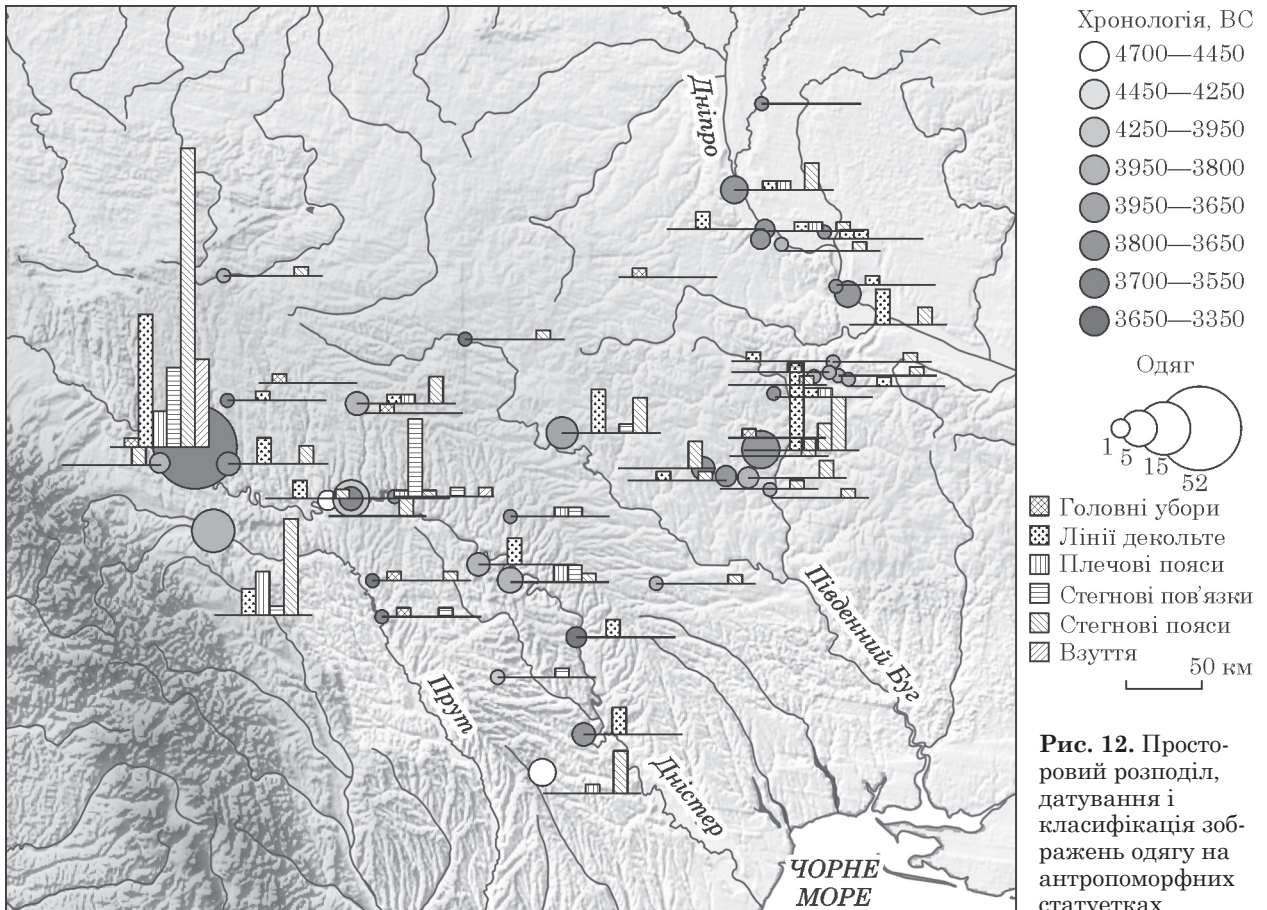 Дніпро
Південний Буг
Прут
Дністер
ЧОРНЕ
МОРЕ
Хронологія, BC
4700—4450
4450—4250
4250—3950
3950—3800
3950—3650
3800—3650
3700—3550
3650—3350
Одяг
1
5
15
52
Головні убори
Лінії декольте
Плечові пояси
Стегнові пов'язки
Стегнові пояси
Взуття
50 км
Рис. 12. Просто-
ровий розподіл,
датування і
класифікація зоб-
ражень одягу на
антропоморфних
статуетках